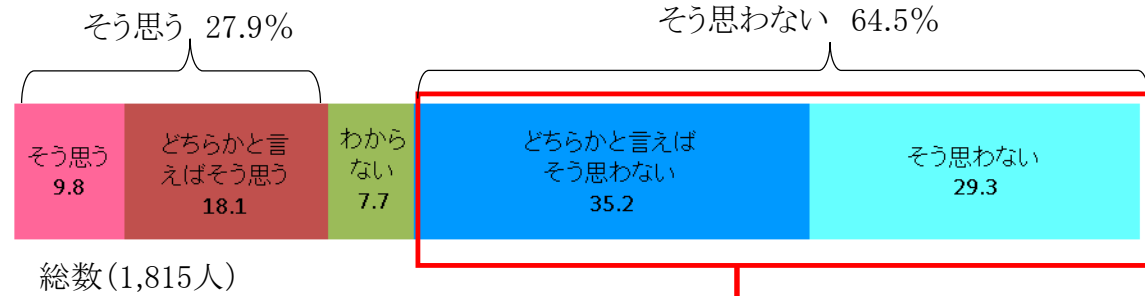 そう思う 27.9%
そう思わない 64.5%
そう思う
9.8
どちらかと言
えばそう思う
18.1
わから
ない
7.7
どちらかと言えば
そう思わない
35.2
そう思わない
29.3
総数(1,815人)